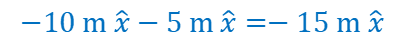 −10 m x̂ − 5 m x̂ =− 15 m x̂